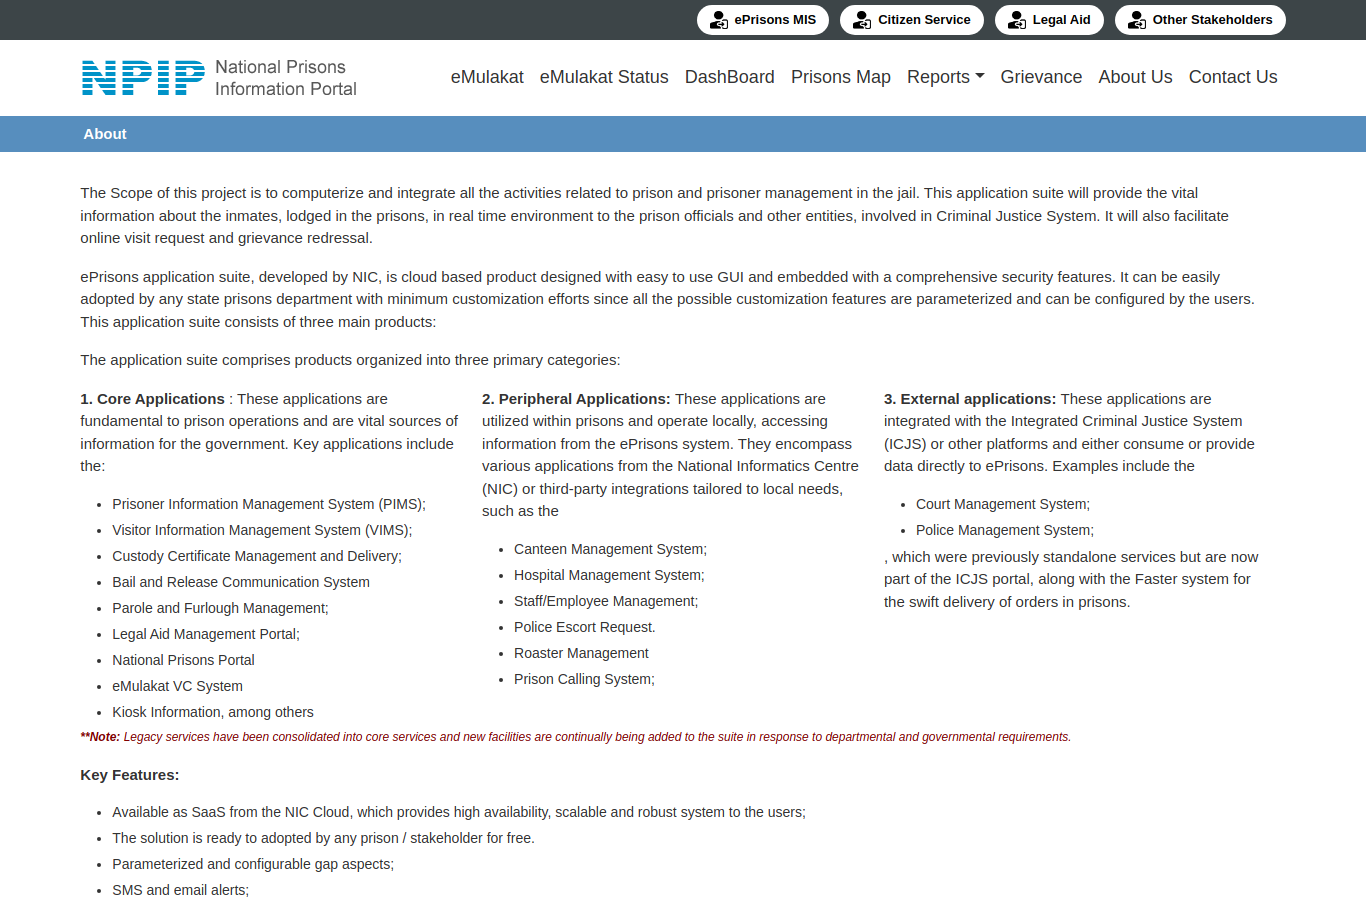 ePrisons MIS
Citizen Service
Legal Aid
Other Stakeholders
NPIP
National Prisons
Information Portal
eMulakat
eMulakat Status
DashBoard
Prisons Map
Reports
Grievance
About Us
Contact Us
About
The Scope of this project is to computerize and integrate all the activities related to prison and prisoner management in the jail. This application suite will provide the vital
information about the inmates, lodged in the prisons, in real time environment to the prison officials and other entities, involved in Criminal Justice System. It will also facilitate
online visit request and grievance redressal.
ePrisons application suite, developed by NIC, is cloud based product designed with easy to use GUI and embedded with a comprehensive security features. It can be easily
adopted by any state prisons department with minimum customization efforts since all the possible customization features are parameterized and can be configured by the users.
This application suite consists of three main products:
The application suite comprises products organized into three primary categories:
1. Core Applications : These applications are
fundamental to prison operations and are vital sources of
information for the government. Key applications include
the:
• Prisoner Information Management System (PIMS);
• Visitor Information Management System (VIMS);
• Custody Certificate Management and Delivery;
• Bail and Release Communication System
• Parole and Furlough Management;
• Legal Aid Management Portal;
• National Prisons Portal
• eMulakat VC System
• Kiosk Information, among others
2. Peripheral Applications: These applications are
utilized within prisons and operate locally, accessing
information from the ePrisons system. They encompass
various applications from the National Informatics Centre
(NIC) or third-party integrations tailored to local needs,
such as the
• Canteen Management System;
• Hospital Management System;
• Staff/Employee Management;
• Police Escort Request.
• Roaster Management
• Prison Calling System;
3. External applications: These applications are
integrated with the Integrated Criminal Justice System
(ICJS) or other platforms and either consume or provide
data directly to ePrisons. Examples include the
• Court Management System;
• Police Management System;
, which were previously standalone services but are now
part of the ICJS portal, along with the Faster system for
the swift delivery of orders in prisons.
**Note: Legacy services have been consolidated into core services and new facilities are continually being added to the suite in response to departmental and governmental requirements.
Key Features:
• Available as SaaS from the NIC Cloud, which provides high availability, scalable and robust system to the users;
• The solution is ready to adopted by any prison / stakeholder for free.
• Parameterized and configurable gap aspects;
• SMS and email alerts;